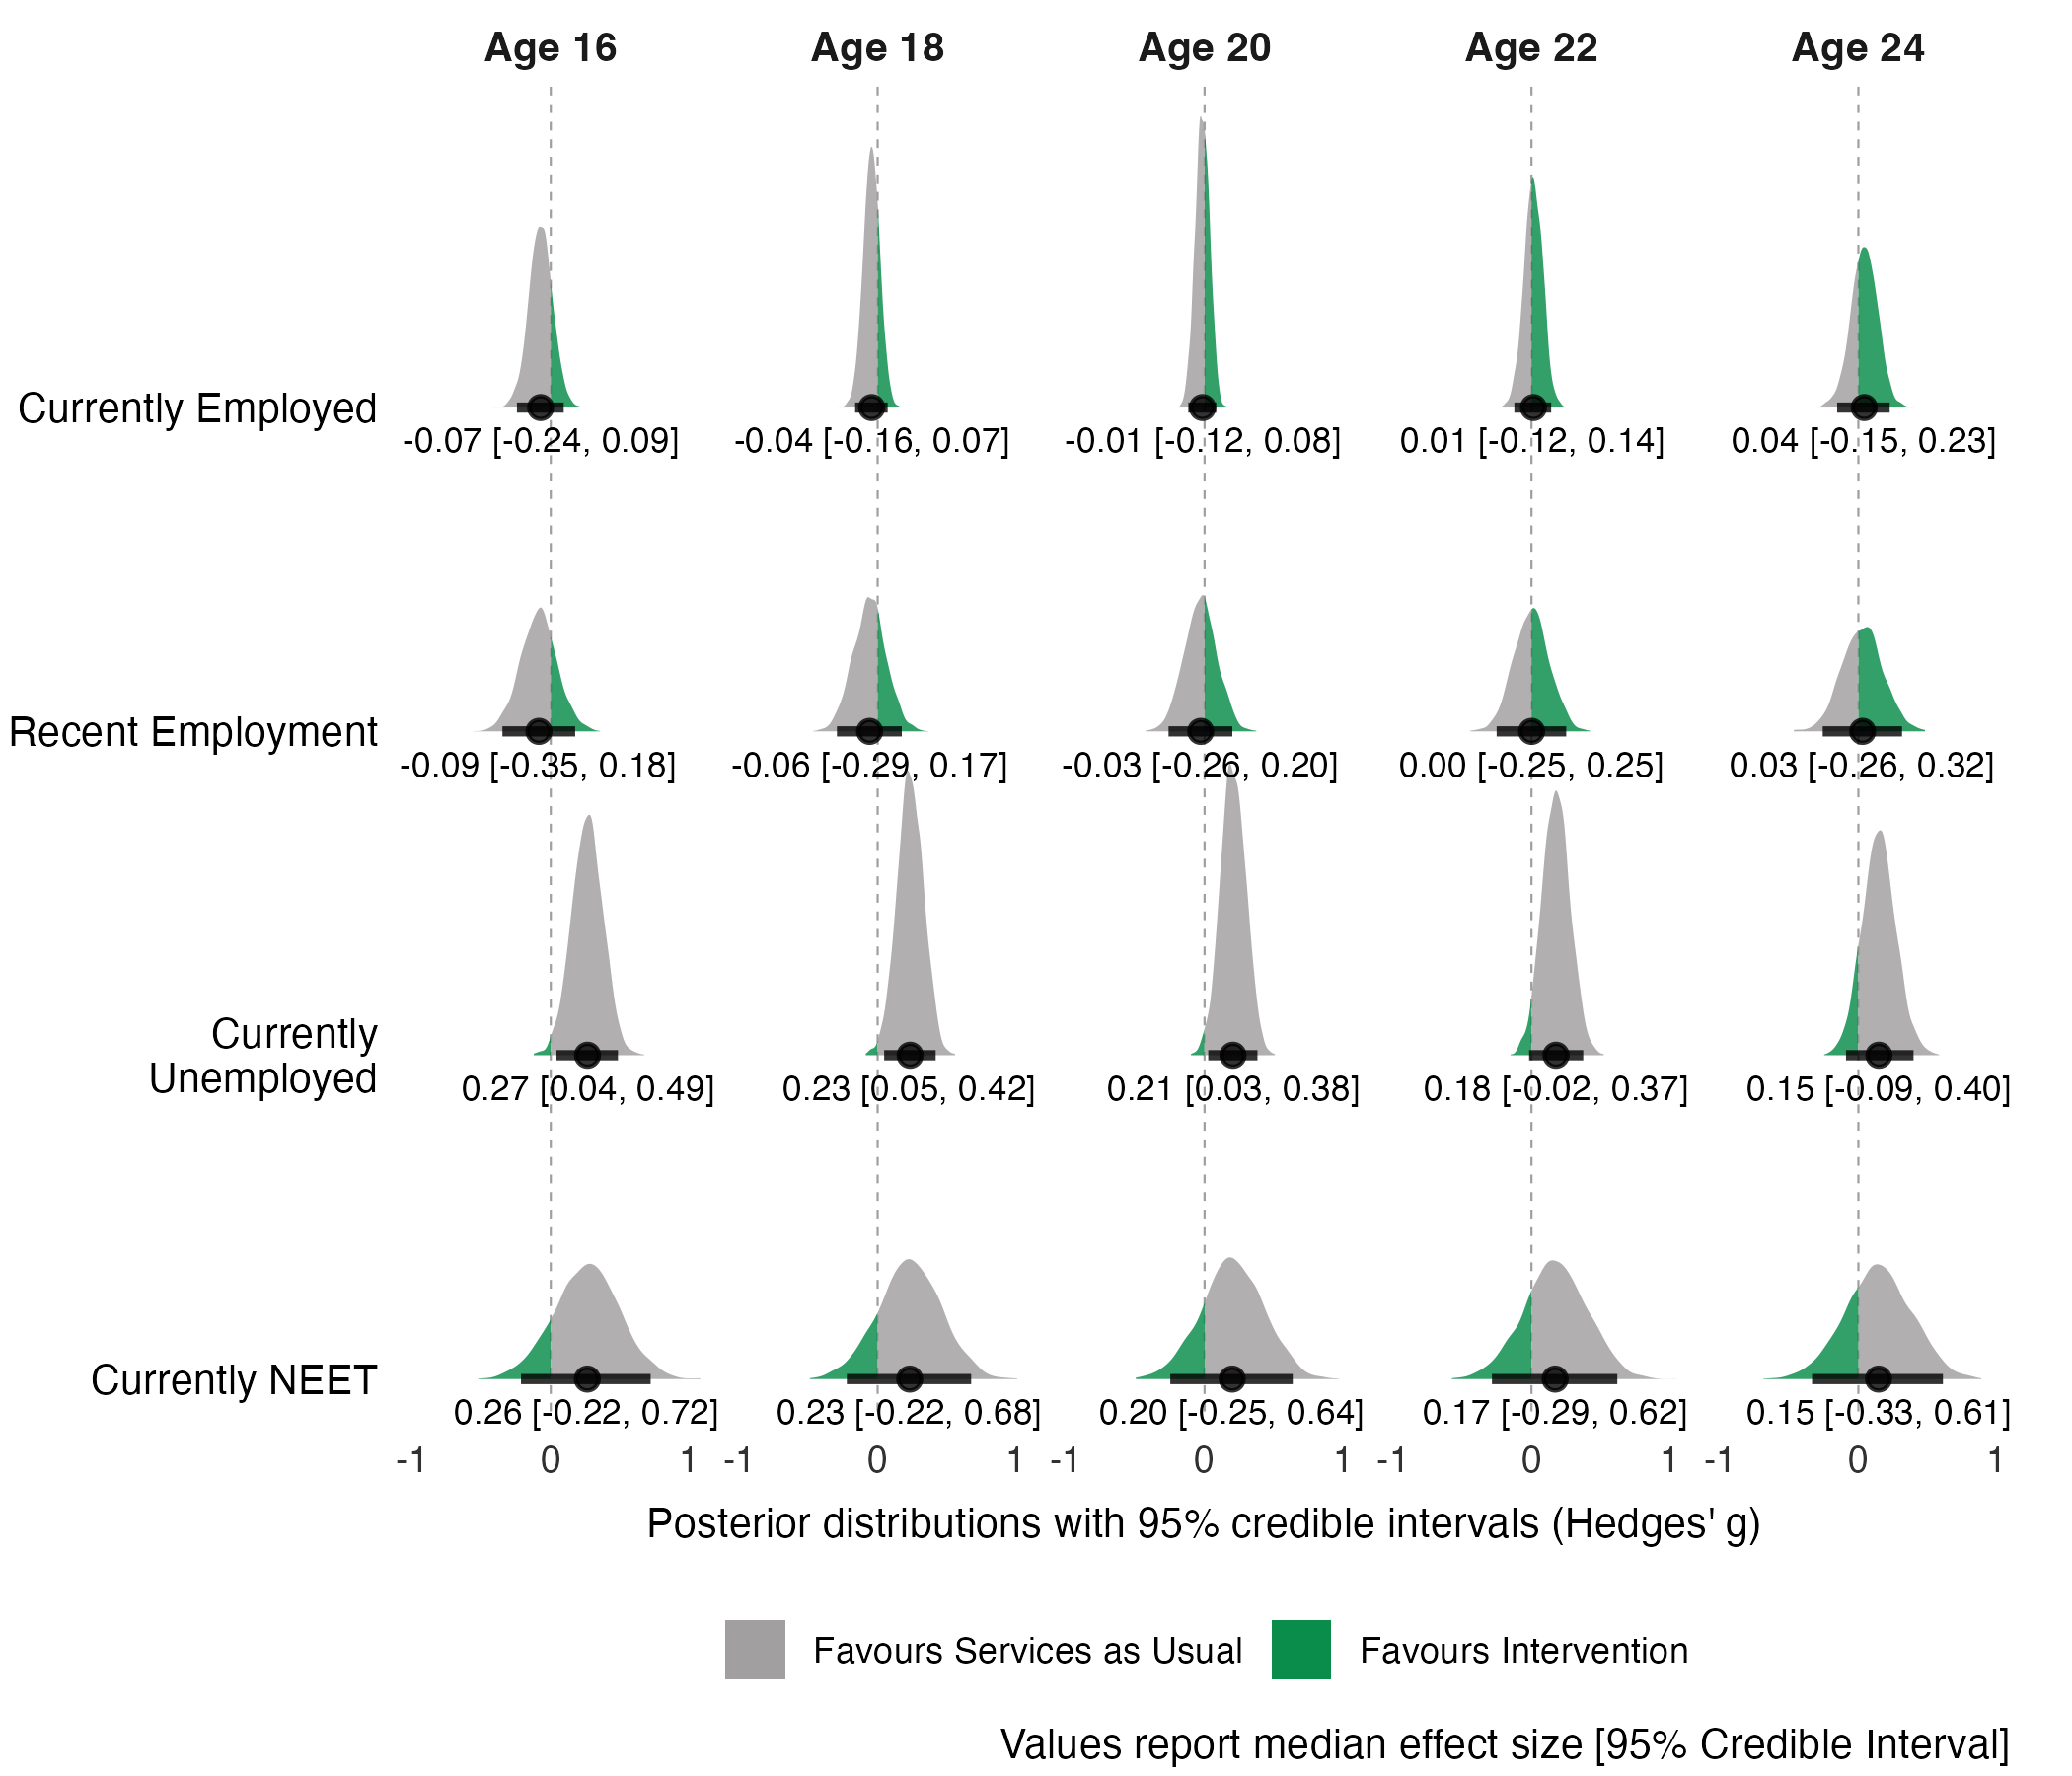 Age 16 Age 18 Age 20 Age 22 Age 24
Currently Employed
-0.07 [-0.24, 0.09] -0.04 [-0.16, 0.07] -0.01 [-0.12, 0.08] 0.01 [-0.12, 0.14] 0.04 [-0.15, 0.23]
Recent Employment
-0.09 [-0.35, 0.18] -0.06 [-0.29, 0.17] -0.03 [-0.26, 0.20] 0.00 [-0.25, 0.25] 0.03 [-0.26, 0.32]
Currently
Unemployed
0.27 [0.04, 0.49] 0.23 [0.05, 0.42] 0.21 [0.03, 0.38] 0.18 [-0.02, 0.37] 0.15 [-0.09, 0.40]
Currently NEET
0.26 [-0.22, 0.72] 0.23 [-0.22, 0.68] 0.20 [-0.25, 0.64] 0.17 [-0.29, 0.62] 0.15 [-0.33, 0.61]
-1 0 1 -1 0 1 -1 0 1 -1 0 1 -1 0 1
Posterior distributions with 95% credible intervals (Hedges' g)
Favours Services as Usual Favours Intervention
Values report median effect size [95% Credible Interval]